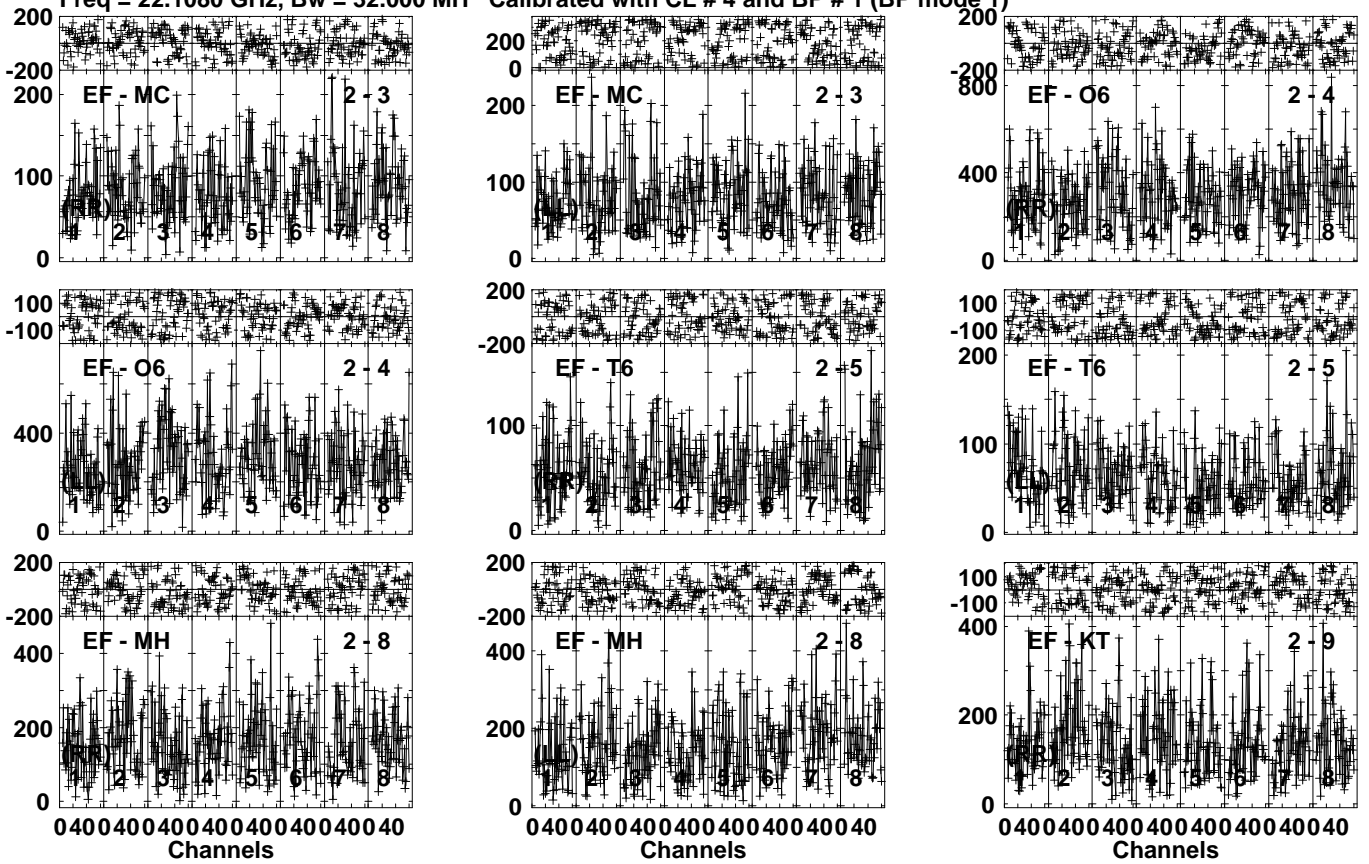 Freq = 22.1080 GHz, Bw = 32.000 MH Calibrated with CL # 4 and BP # 1 (BP mode 1)
200
-200
200
100
0
EF - MC 2 - 3
(RR)
1 2 3 4 5 6 7 8
200
0
200
100
0
EF - MC 2 - 3
(LL)
1 2 3 4 5 6 7 8
200
-200
800
400
0
EF - O6 2 - 4
(RR)
1 2 3 4 5 6 7 8
100
-100
400
0
EF - O6 2 - 4
(LL)
1 2 3 4 5 6 7 8
200
-200
100
0
EF - T6 2 - 5
(RR)
1 2 3 4 5 6 7 8
100
-100
200
100
0
EF - T6 2 - 5
(LL)
1 2 3 4 5 6 7 8
200
-200
400
200
0
EF - MH 2 - 8
(RR)
1 2 3 4 5 6 7 8
0 40 0 40 0 40 0 40 0 40 0 40 0 40 0 40
Channels
200
-200
400
200
0
EF - MH 2 - 8
(LL)
1 2 3 4 5 6 7 8
0 40 0 40 0 40 0 40 0 40 0 40 0 40 0 40
Channels
100
-100
400
200
0
EF - KT 2 - 9
(RR)
1 2 3 4 5 6 7 8
0 40 0 40 0 40 0 40 0 40 0 40 0 40 0 40
Channels